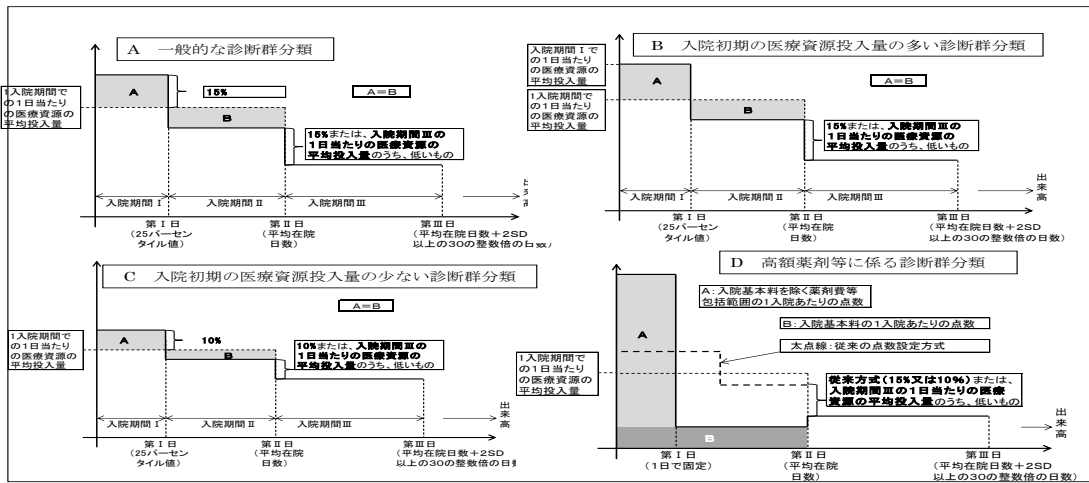 A 一般的な診断群分類
1入院期間で
の1日当たり
の医療資源の
平均投入量
A
15%
A=B
B
15%または、入院期間Ⅲの
1日当たりの医療資源の
平均投入量のうち、低いもの
入院期間Ⅰ
入院期間Ⅱ
入院期間Ⅲ
出
来
高
第Ⅰ日
(25パーセン
タイル値)
第Ⅱ日
(平均在院
日数)
第Ⅲ日
(平均在院日数+2SD
以上の30の整数倍の日数)
B 入院初期の医療資源投入量の多い診断群分類
入院期間Ⅰで
の1日当たり
の医療資源の
平均投入量
1入院期間で
の1日当たり
の医療資源の
平均投入量
A
A=B
B
15%または、入院期間Ⅲの
1日当たりの医療資源の
平均投入量のうち、低いもの
入院期間Ⅰ
入院期間Ⅱ
入院期間Ⅲ
出
来
高
第Ⅰ日
(25パーセン
タイル値)
第Ⅱ日
(平均在院
日数)
第Ⅲ日
(平均在院日数+2SD
以上の30の整数倍の日数)
C 入院初期の医療資源投入量の少ない診断群分類
A=B
1入院期間で
の1日当たり
の医療資源の
平均投入量
A
10%
B
10%または、入院期間Ⅲの
1日当たりの医療資源の
平均投入量のうち、低いもの
入院期間Ⅰ
入院期間Ⅱ
入院期間Ⅲ
出
来
高
第Ⅰ日
(25パーセン
タイル値)
第Ⅱ日
(平均在院
日数)
第Ⅲ日
(平均在院日数+2SD
以上の30の整数倍の日
D 高額薬剤等に係る診断群分類
A:入院基本料を除く薬剤費等
包括範囲の1入院あたりの点数
B:入院基本料の1入院あたりの点数
太点線:従来の点数設定方式
1入院期間で
の1日当たり
の医療資源の
平均投入量
A
従来方式(15%又は10%)または、
入院期間Ⅲの1日当たりの医療
資源の平均投入量のうち、低いもの
B
出
来
高
第Ⅰ日
(1日で固定)
第Ⅱ日
(平均在院
日数)
第Ⅲ日
(平均在院日数+2SD
以上の30の整数倍の日数)